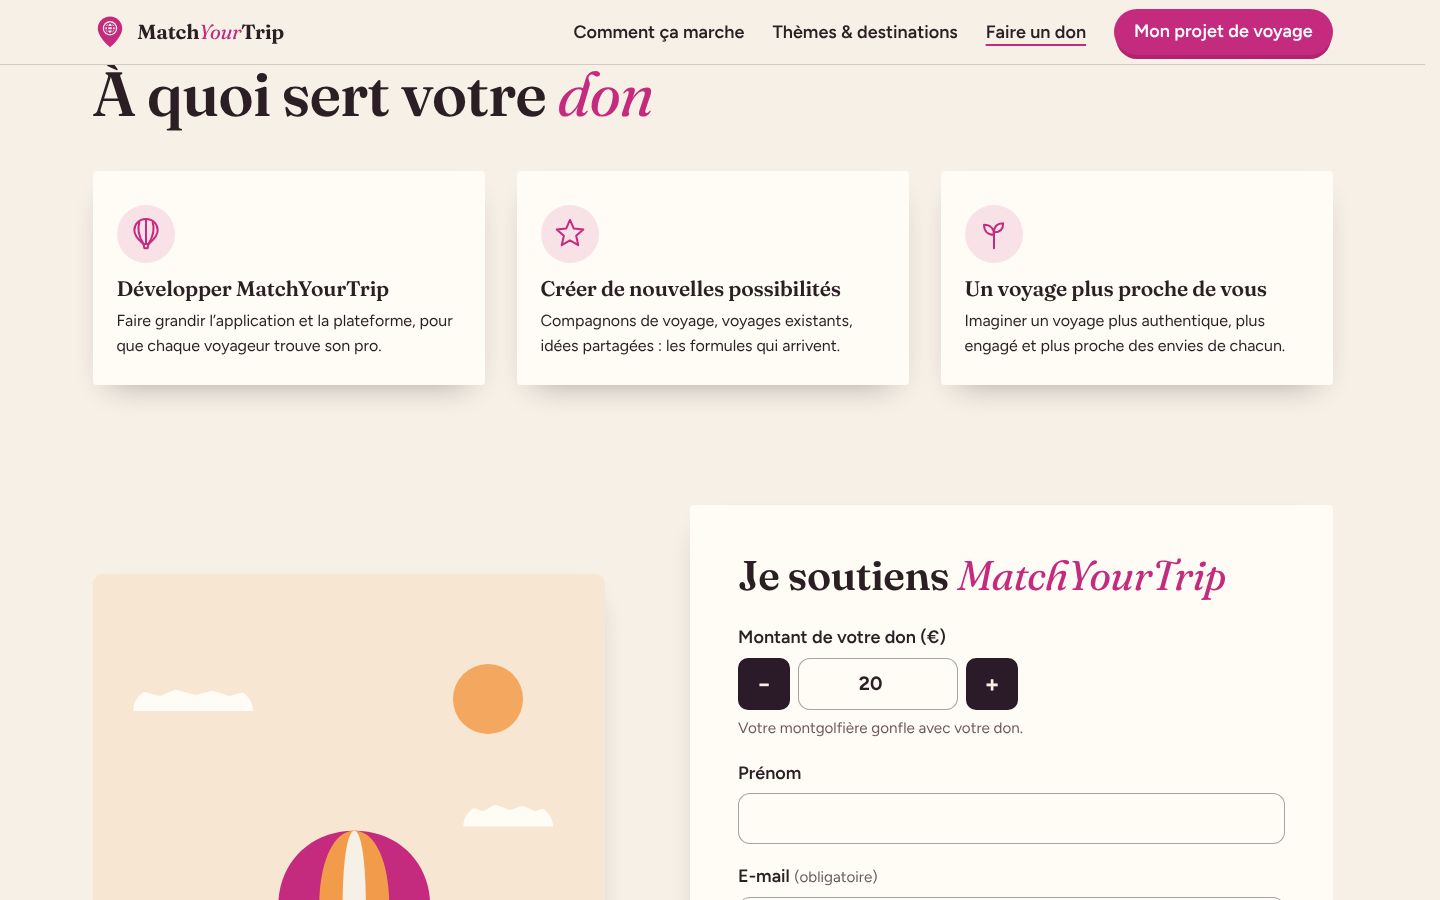 MatchYourTrip
Comment ça marche
Thèmes & destinations
Faire un don
Mon projet de voyage
À quoi sert votre don
Développer MatchYourTrip
Faire grandir l’application et la plateforme, pour
que chaque voyageur trouve son pro.
Créer de nouvelles possibilités
Compagnons de voyage, voyages existants,
idées partagées : les formules qui arrivent.
Un voyage plus proche de vous
Imaginer un voyage plus authentique, plus
engagé et plus proche des envies de chacun.
Je soutiens MatchYourTrip
Montant de votre don (€)
− 20 +
Votre montgolfière gonfle avec votre don.
Prénom
E-mail (obligatoire)